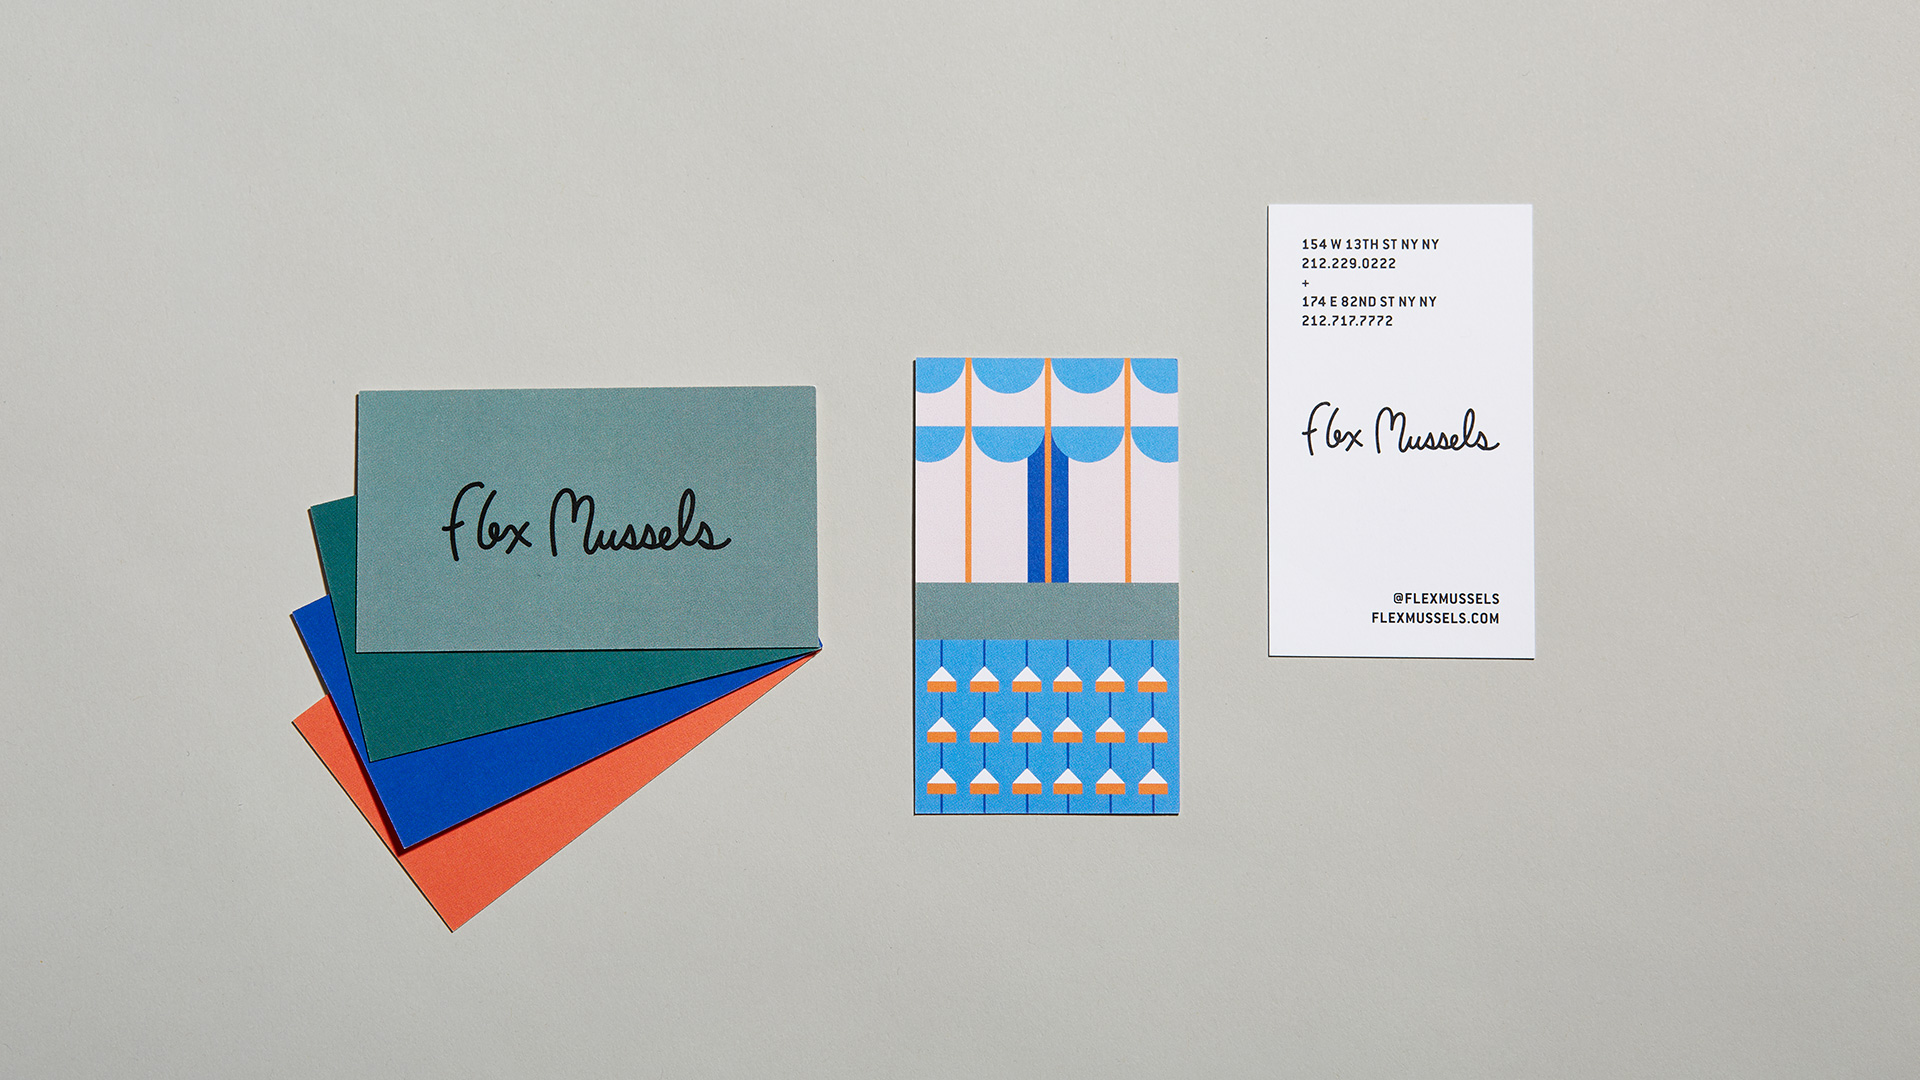 Flex Mussels
154 W 13TH ST NY NY
212.229.0222
+
174 E 82ND ST NY NY
212.717.7772
Flex Mussels
@FLEXMUSSELS
FLEXMUSSELS.COM